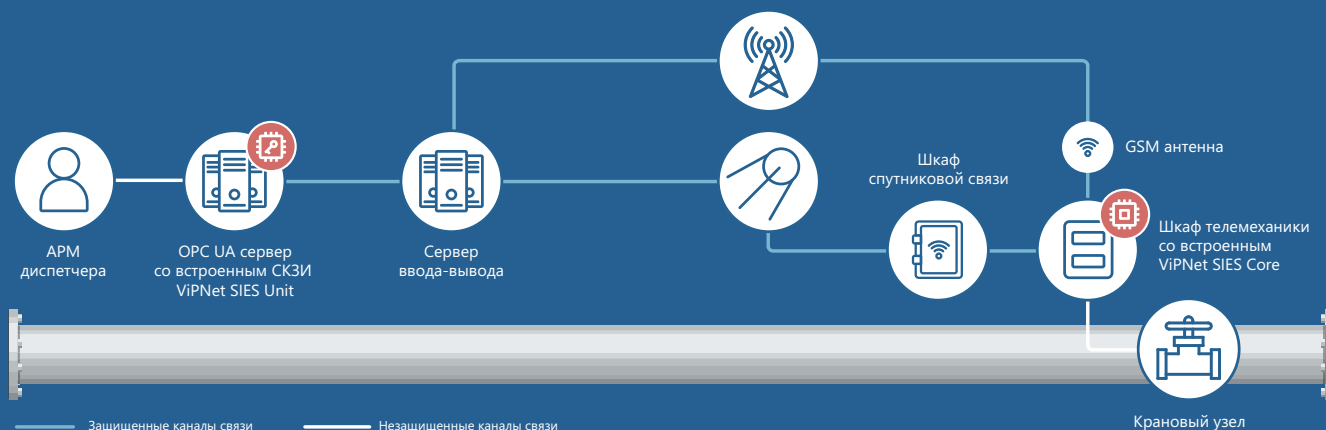 GSM антенна
Шкаф
спутниковой связи
АРМ
диспетчера
OPC UA сервер
со встроенным СКЗИ
ViPNet SIES Unit
Сервер
ввода-вывода
Шкаф телемеханики
со встроенным
ViPNet SIES Core
Крановый узел
Защищенные каналы связи
Незащищенные каналы связи